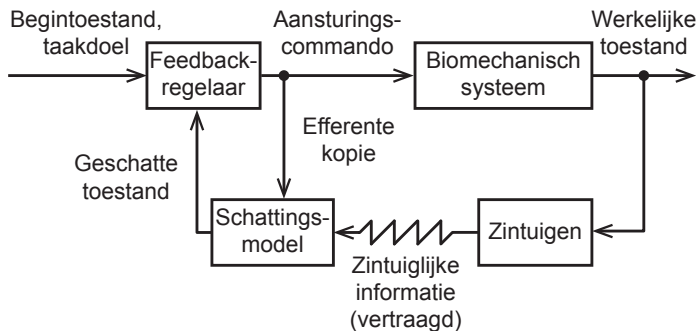 Begintoestand,
taakdoel
Feedback-
regelaar
Aansturings-
commando
Biomechanisch
systeem
Werkelijke
toestand
Efferente
kopie
Geschatte
toestand
Schattings-
model
Zintuiglijke
informatie
(vertraagd)
Zintuigen